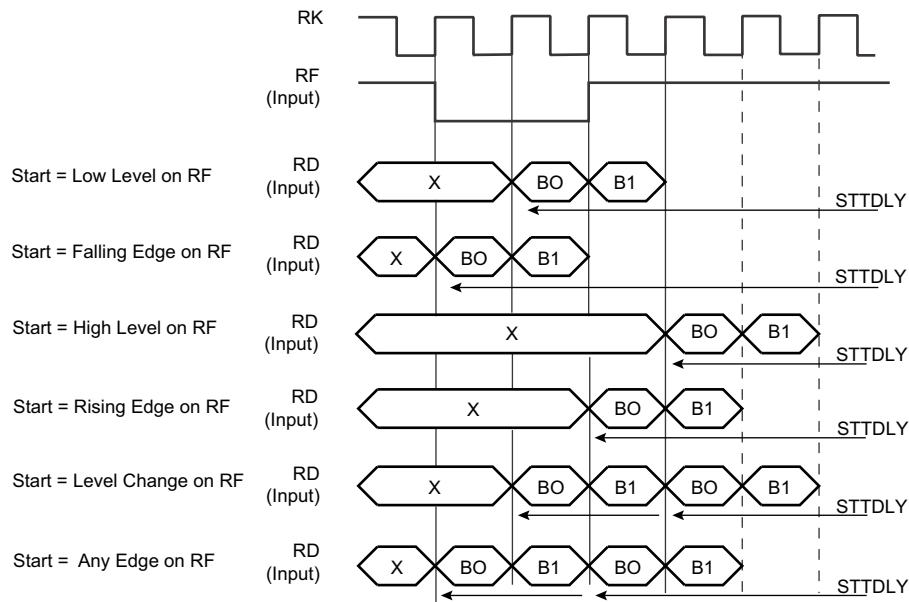 RK
RF
(Input)
Start = Low Level on RF
RD
(Input)
X
BO
B1
STTDLY
Start = Falling Edge on RF
RD
(Input)
X
BO
B1
STTDLY
Start = High Level on RF
RD
(Input)
X
BO
B1
STTDLY
Start = Rising Edge on RF
RD
(Input)
X
BO
B1
STTDLY
Start = Level Change on RF
RD
(Input)
X
BO
B1
BO
B1
STTDLY
Start = Any Edge on RF
RD
(Input)
X
BO
B1
BO
B1
STTDLY